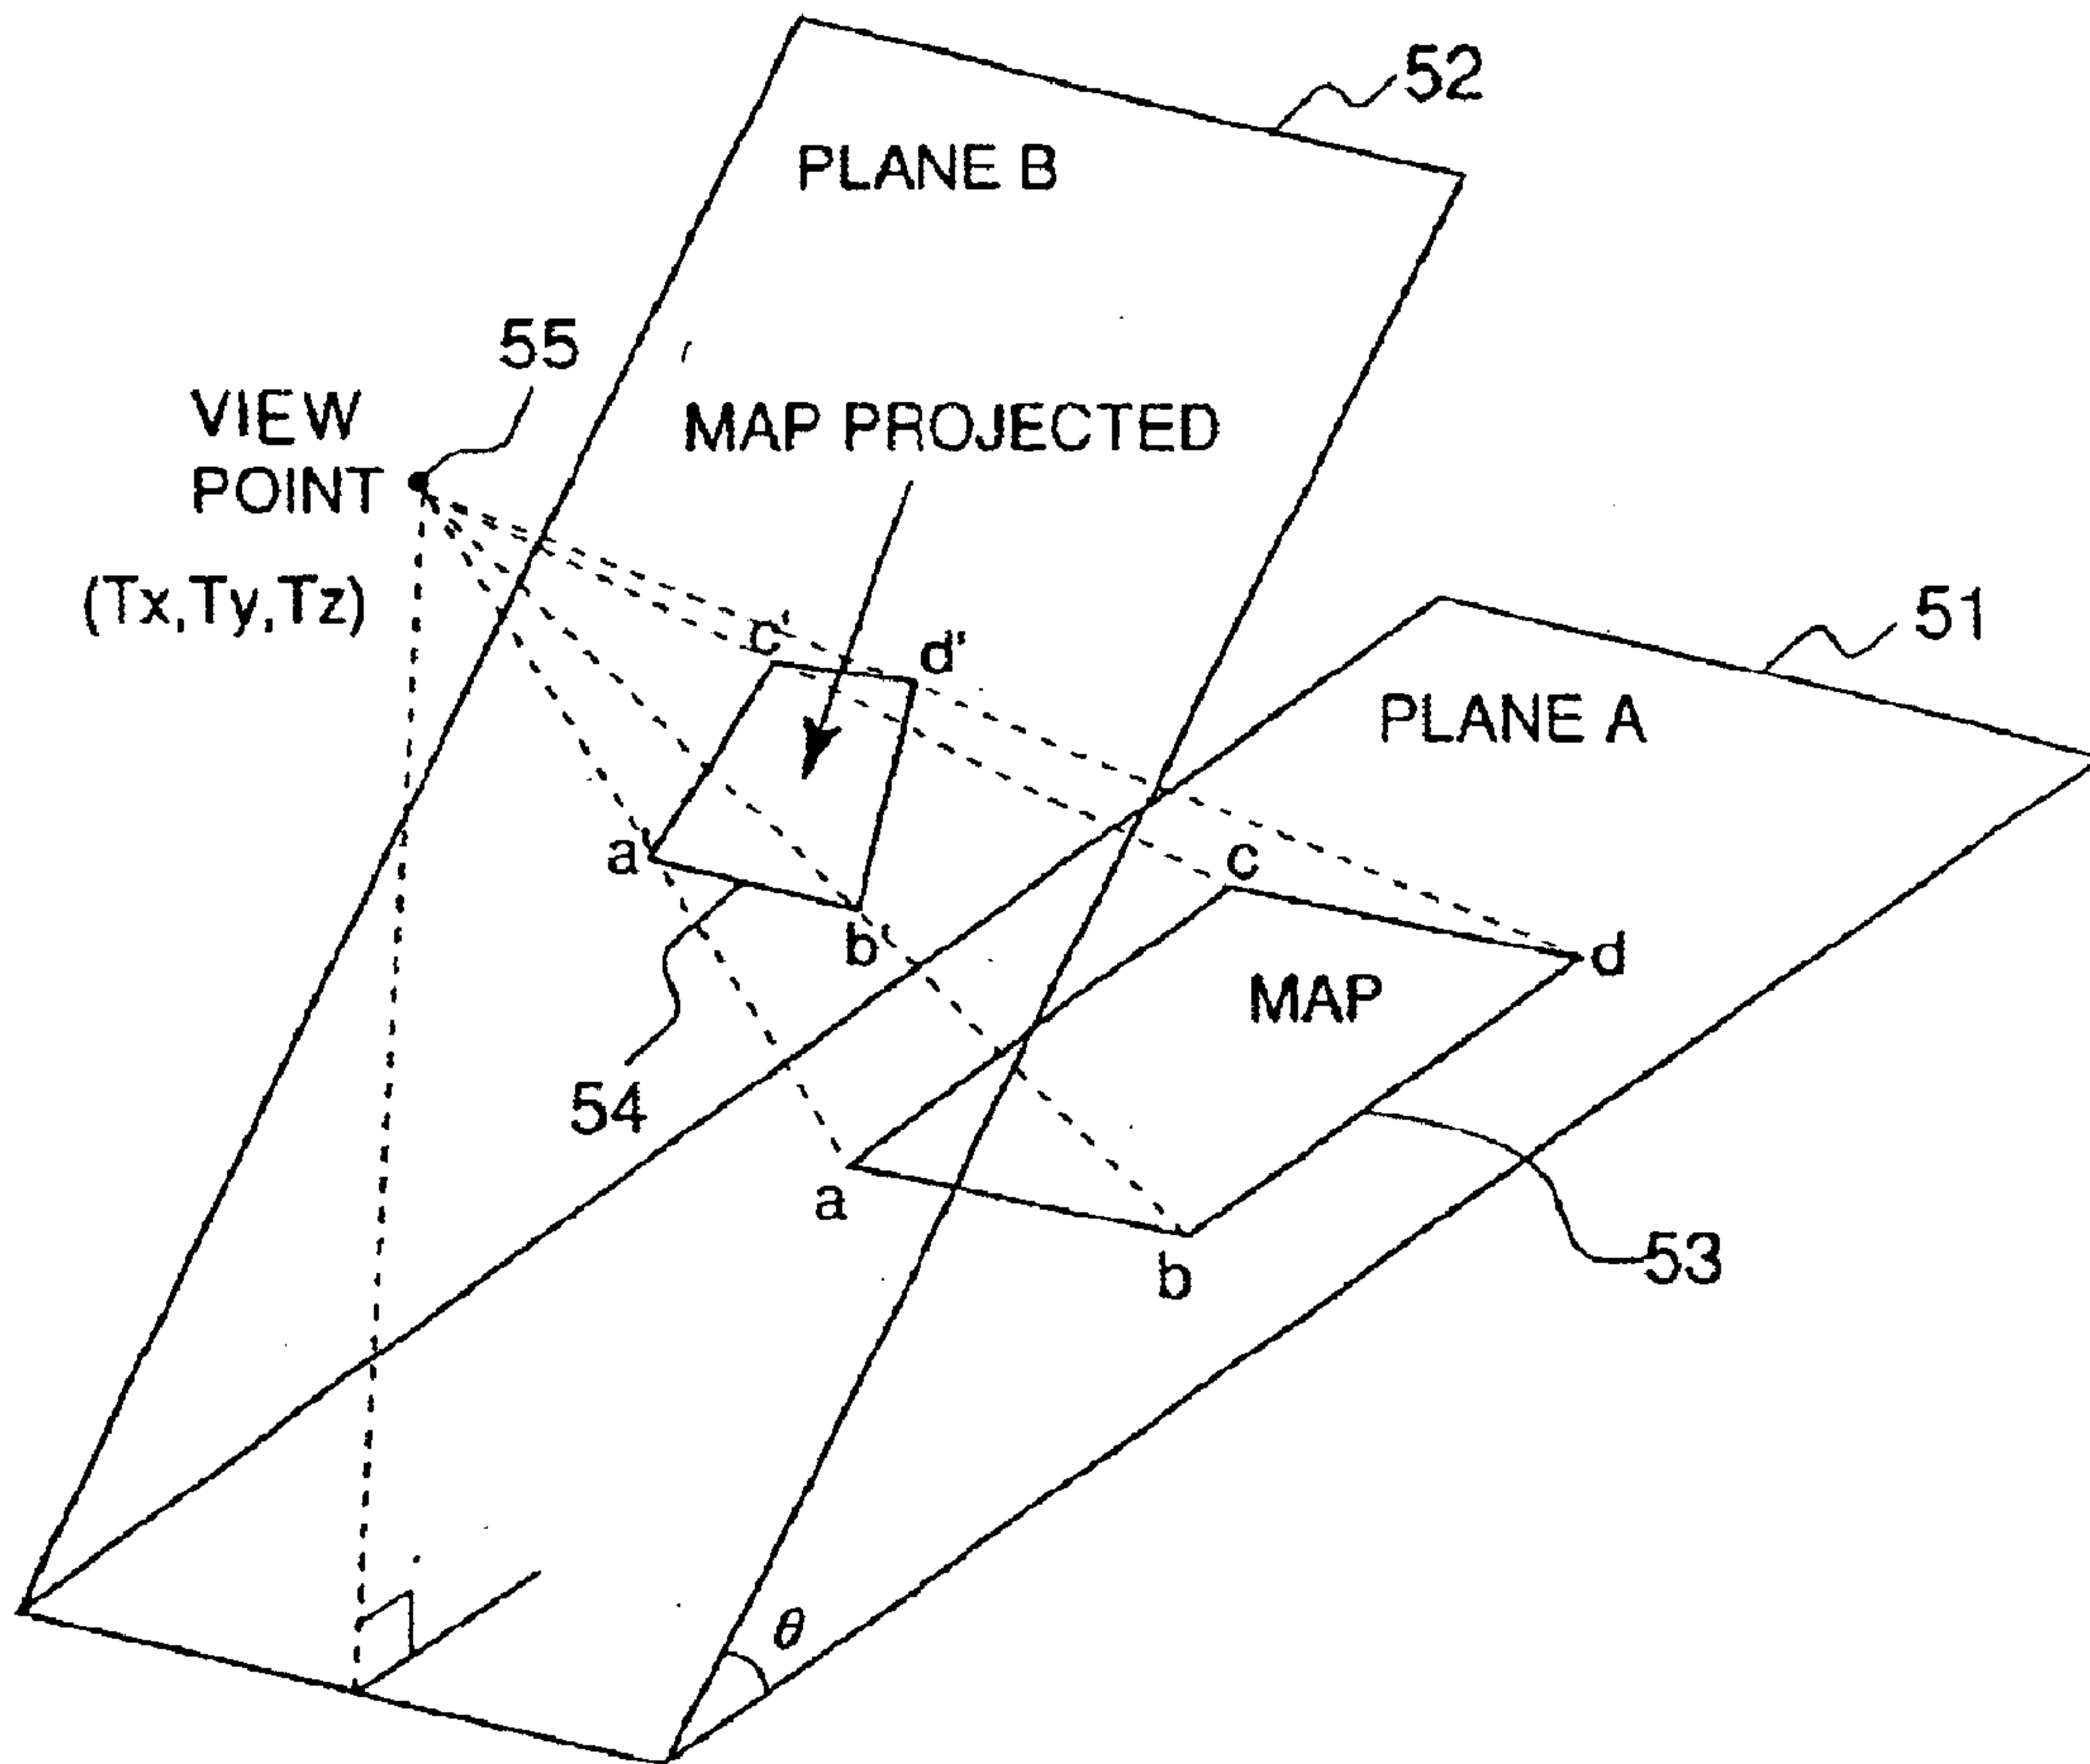 52
PLANE B
55
VIEW
POINT
(Tx,Ty,Tz)
MAP PROJECTED
51
PLANE A
c'
d'
a'
b'
c
d
MAP
54
a
b
53
θ